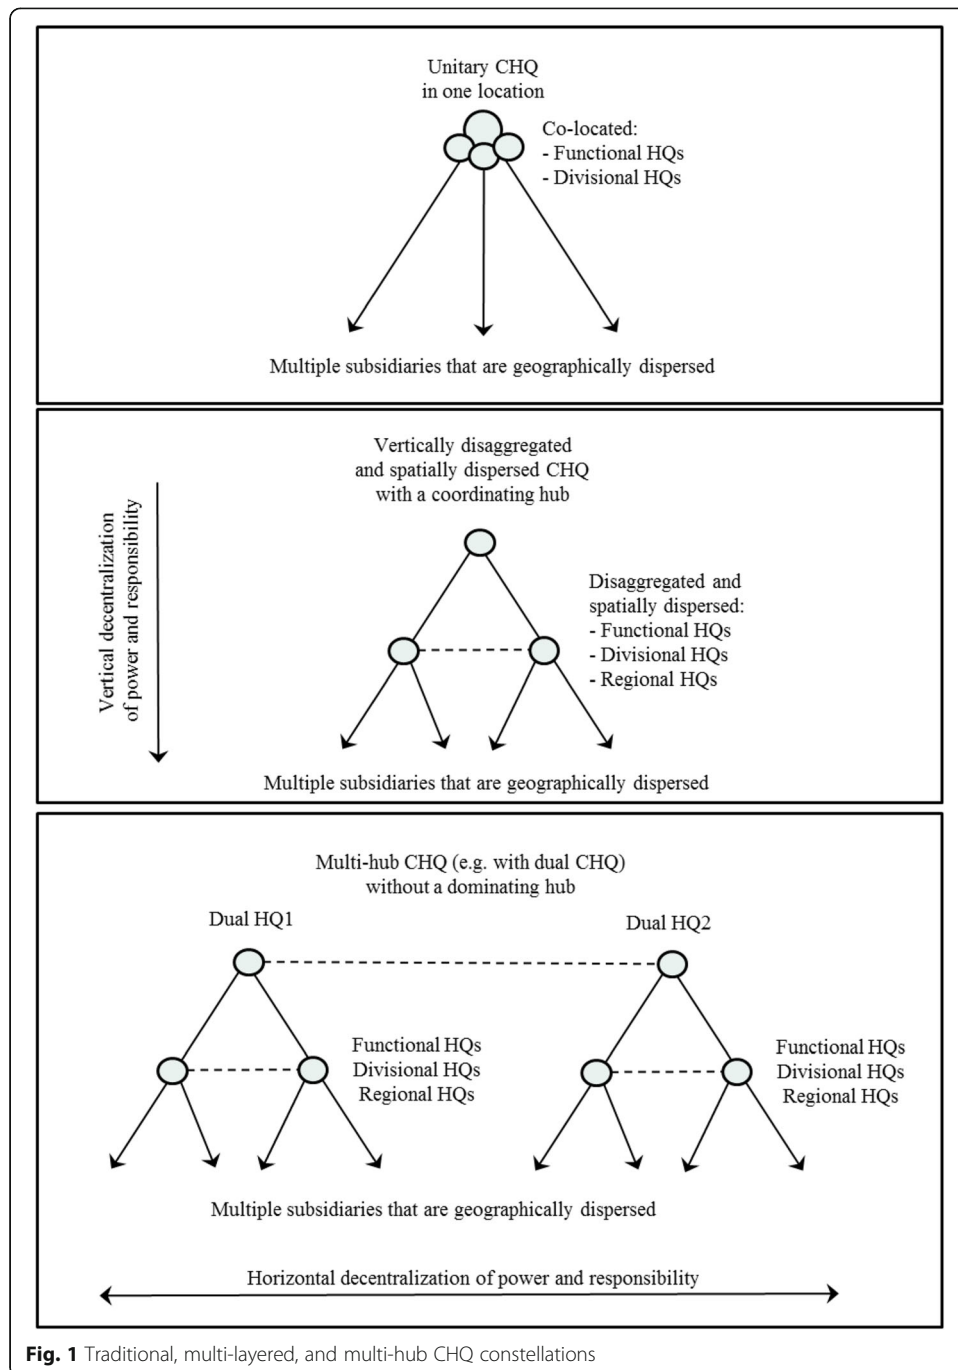 Unitary CHQ
in one location
Co-located:
- Functional HQs
- Divisional HQs
Multiple subsidiaries that are geographically dispersed
Vertically disaggregated
and spatially dispersed CHQ
with a coordinating hub
Vertical decentralization
of power and responsibility
Disaggregated and
spatially dispersed:
- Functional HQs
- Divisional HQs
- Regional HQs
Multiple subsidiaries that are geographically dispersed
Multi-hub CHQ (e.g. with dual CHQ)
without a dominating hub
Dual HQ1
Dual HQ2
Functional HQs
Divisional HQs
Regional HQs
Functional HQs
Divisional HQs
Regional HQs
Multiple subsidiaries that are geographically dispersed
Horizontal decentralization of power and responsibility
Fig. 1 Traditional, multi-layered, and multi-hub CHQ constellations